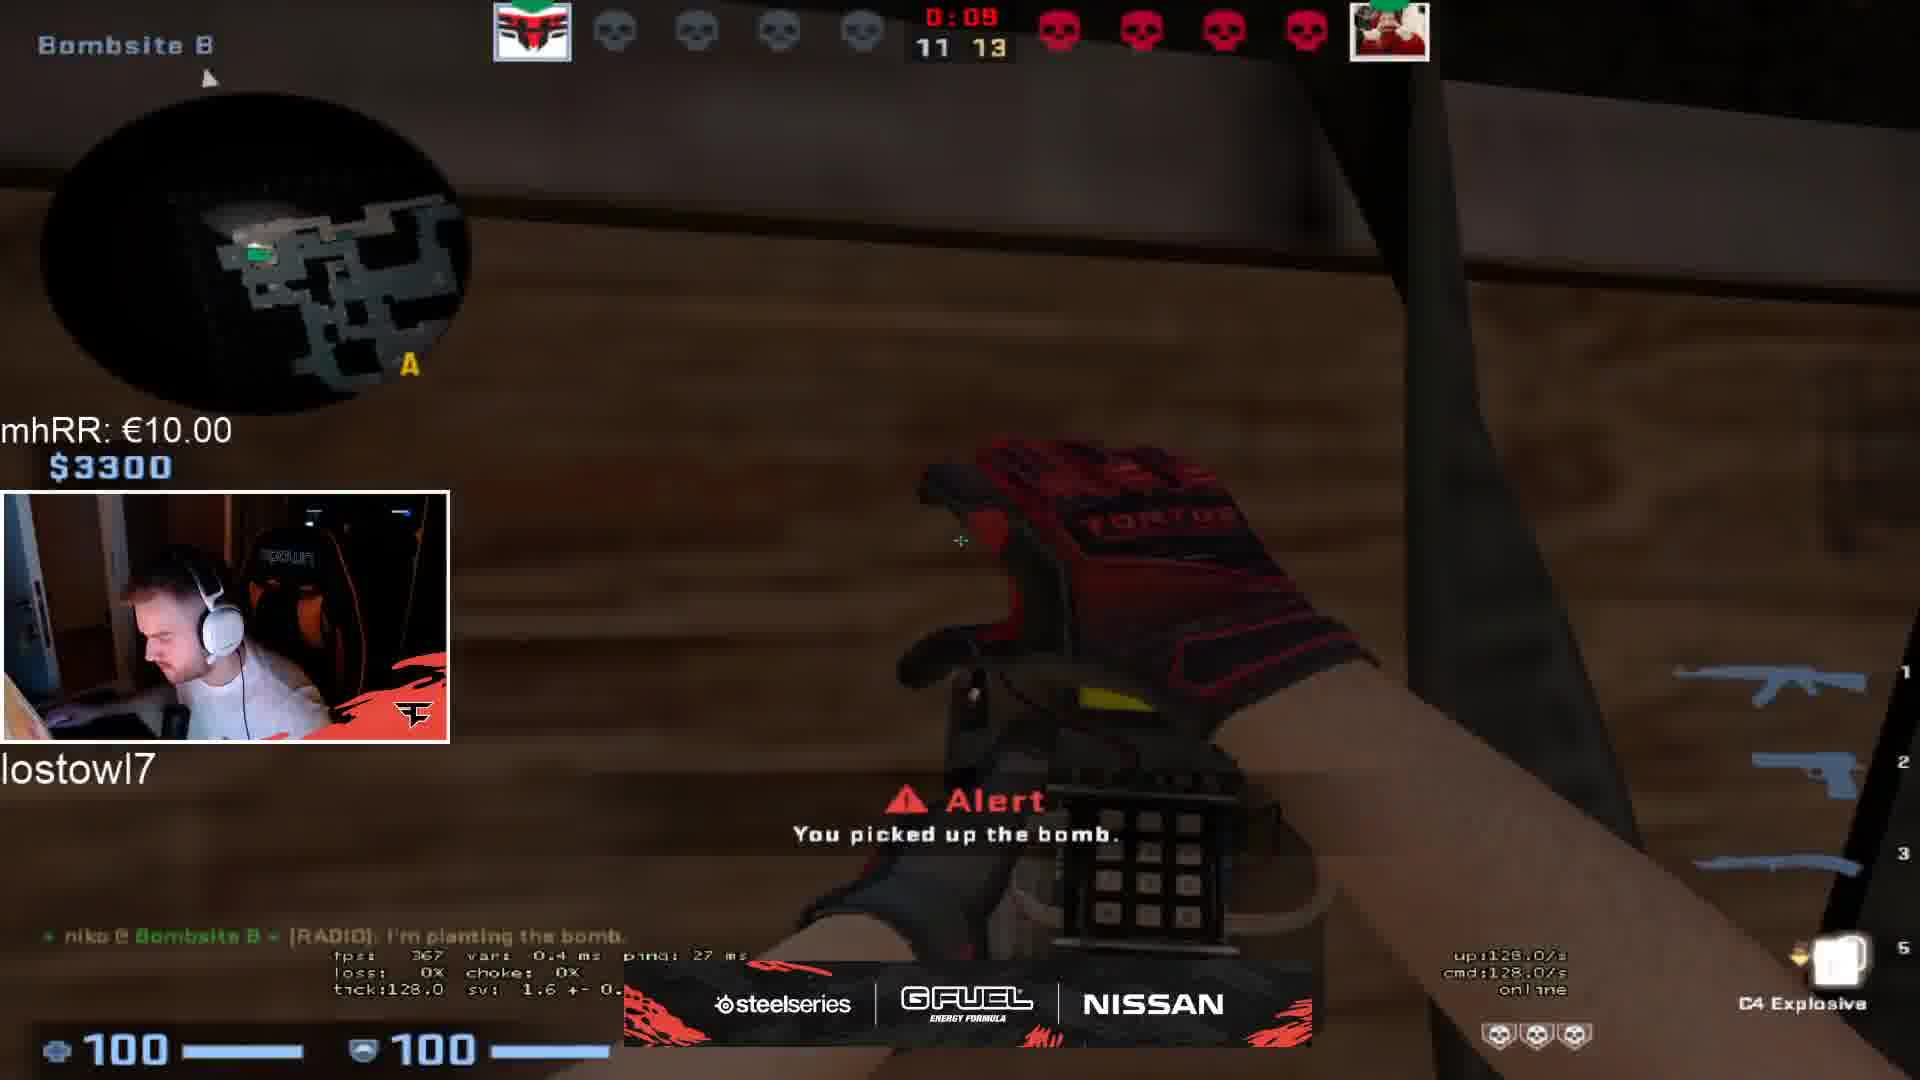 Bombsite B
0:09
11 13
A
mhRR: €10.00
$3300
spawn
lostowl7
TORTUE
1
2
3
5
Alert
You picked up the bomb.
niko @ Bombsite B - [RADIO]: I'm planting the bomb.
fps: 367 var: 0.4 ms ping: 27 ms
loss: 0% choke: 0%
tick:128.0 sv: 1.6 +- 0.
up:128.0/s
cmd:128.0/s
online
C4 Explosive
steelseries
G FUEL
ENERGY FORMULA
NISSAN
100 100